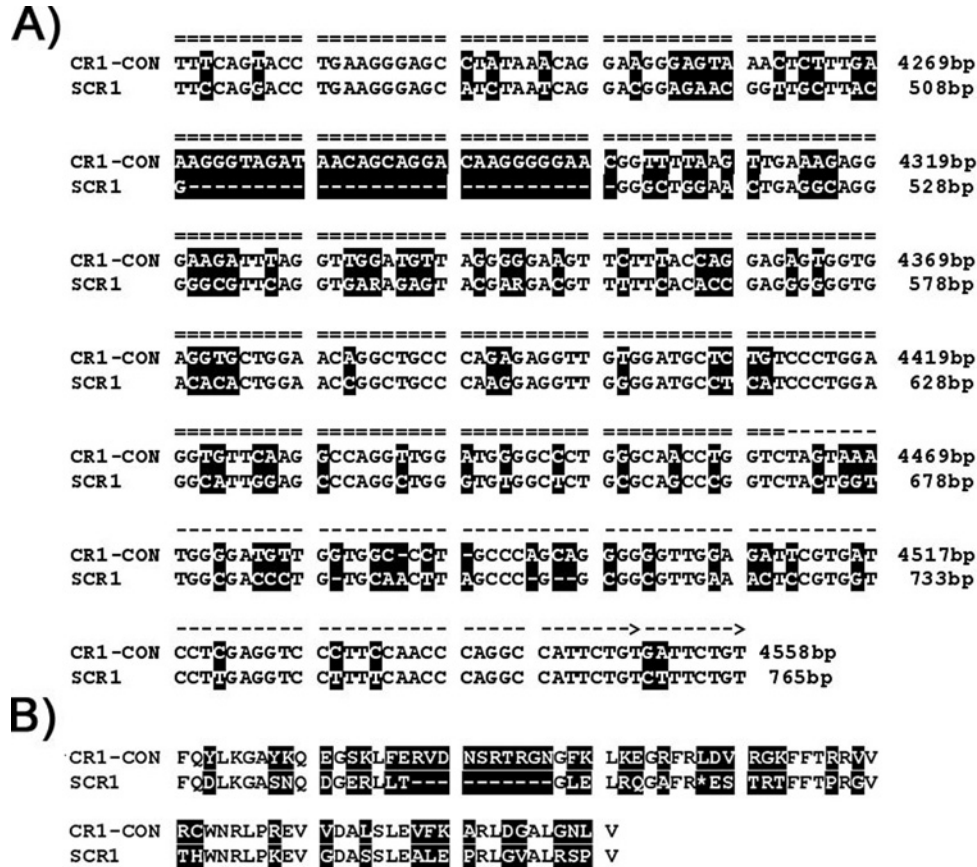 A)
========== ========== ========== ========== ==========
CR1-CON TTTCAGTACC TGAAGGGAGC CTATAAACAG GAAGGGAGTA AACTCTTTGA 4269bp
SCR1 TTCCAGGACC TGAAGGGAGC ATCTAATCAG GACGGAGAAC GGTTGCTTAC 508bp
========== ========== ========== ========== ==========
CR1-CON AAGGGTAGAT AACAGCAGGA CAAGGGGGAA CGGTTTTAAG TTGAAAGAGG 4319bp
SCR1 G--------- ---------- ---------- -GGGCTGGAA CTGAGGCAGG 528bp
========== ========== ========== ========== ==========
CR1-CON GAAGATTTAG GTTGGATGTT AGGGGGAAGT TCTTTACCAG GAGAGTGGTG 4369bp
SCR1 GGGCGTTCAG GTGARAGAGT ACGARGACGT TTTTCACACC GAGGGGGGTG 578bp
========== ========== ========== ========== ==========
CR1-CON AGGTGCTGGA ACAGGCTGCC CAGAGAGGTT GTGGATGCTC TGTCCCTGGA 4419bp
SCR1 ACACACTGGA ACCGGCTGCC CAAGGAGGTT GGGGATGCCT CATCCCTGGA 628bp
========== ========== ========== ========== ===-------
CR1-CON GGTGTTCAAG GCCAGGTTGG ATGGGGCCCT GGGCAACCTG GTCTAGTAAA 4469bp
SCR1 GGCATTGGAG CCCAGGCTGG GTGTGGCTCT GCGCAGCCCG GTCTACTGGT 678bp
---------- ---------- ---------- ---------- ----------
CR1-CON TGGGGATGTT GGTGGC-CCT -GCCCAGCAG GGGGGTTGGA GATTCGTGAT 4517bp
SCR1 TGGCGACCCT G-TGCAACTT AGCCC-G--G CGGCGTTGAA ACTCCGTGGT 733bp
---------- ---------- ----- -------->-------->
CR1-CON CCTCGAGGTC CCTTCCAACC CAGGC CATTCTGTGATTCTGT 4558bp
SCR1 CCTTGAGGTC CTTTTCAACC CAGGC CATTCTGTCTTTCTGT 765bp
B)
CR1-CON FQYLKGAYKQ EGSKLFERVD NSRTRGNGFK LKEGRFRLDV RGKFFTRRVV
SCR1 FQDLKGASNQ DGERLLT--- -------GLE LRQGAFR*ES TRTFFTPRGV
CR1-CON RCWNRLPREV VDALSLEVFK ARLDGALGNL V
SCR1 THWNRLPKEV GDASSLEALE PRLGVALRSP V